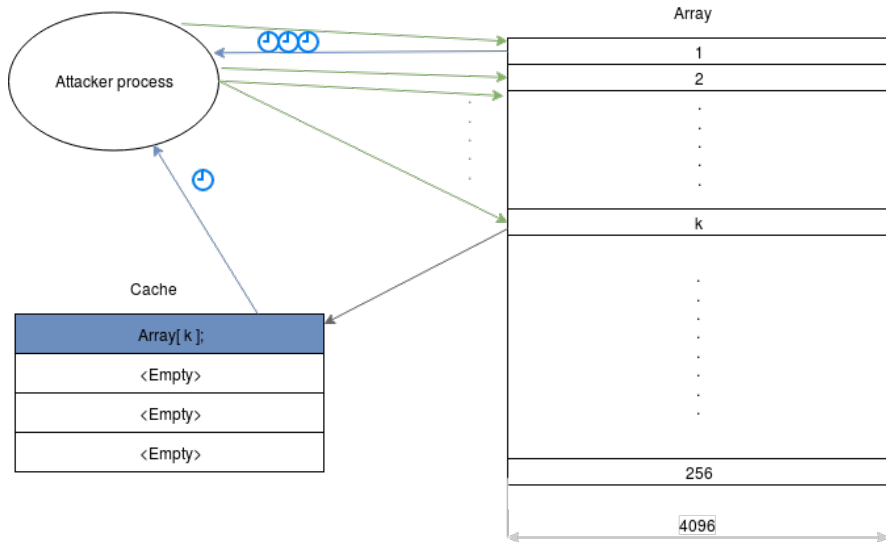 Array
1
Attacker process
2
k
Cache
Array[ k ];
<Empty>
<Empty>
<Empty>
256
4096